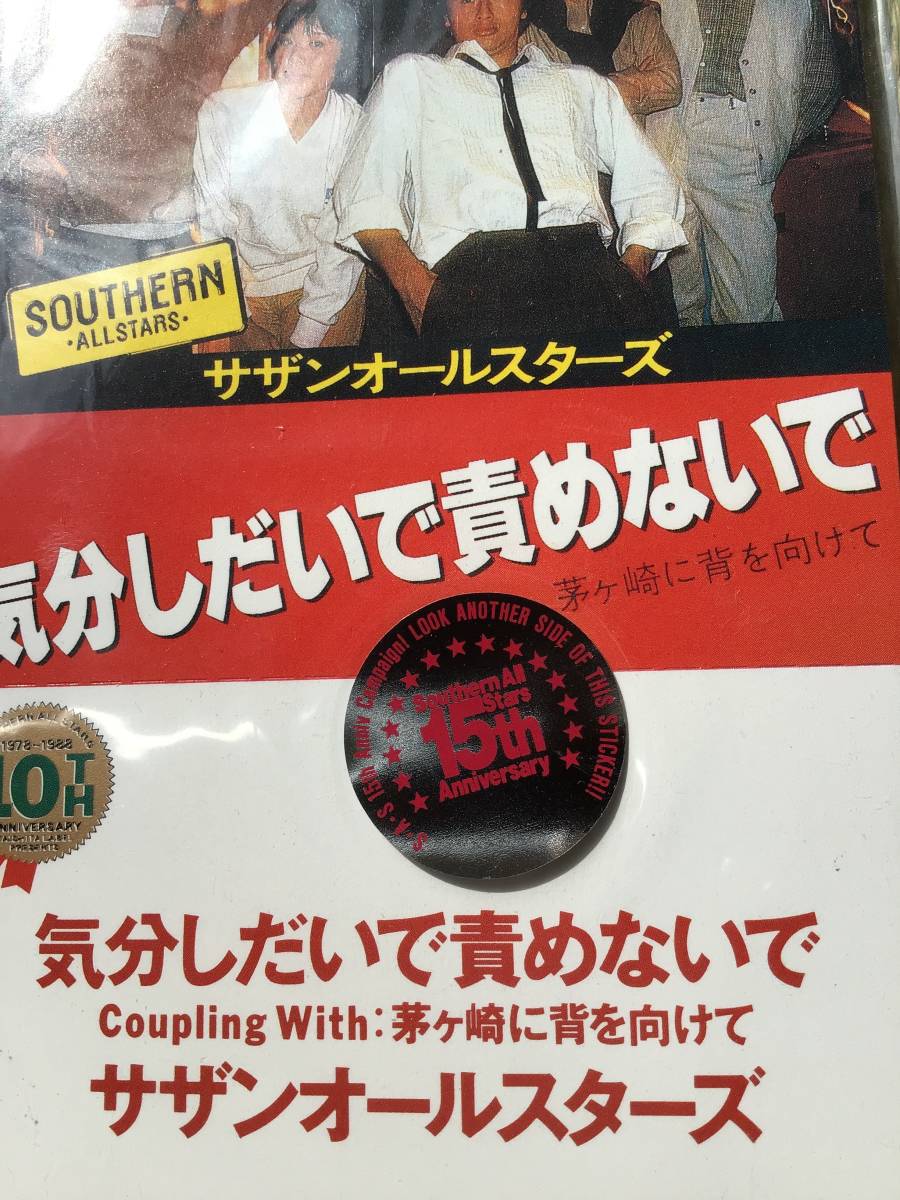 SOUTHERN
・ALLSTARS・
サザンオールスターズ
気分しだいで責めないで
茅ヶ崎に背を向けて
S・A・S 15th Anniv Campaign! LOOK ANOTHER SIDE OF THIS STICKER!!
Southern All
Stars
15th
Anniversary
1978-1988
10TH
ANNIVERSARY
気分しだいで責めないで
Coupling With:茅ヶ崎に背を向けて
サザンオールスターズ